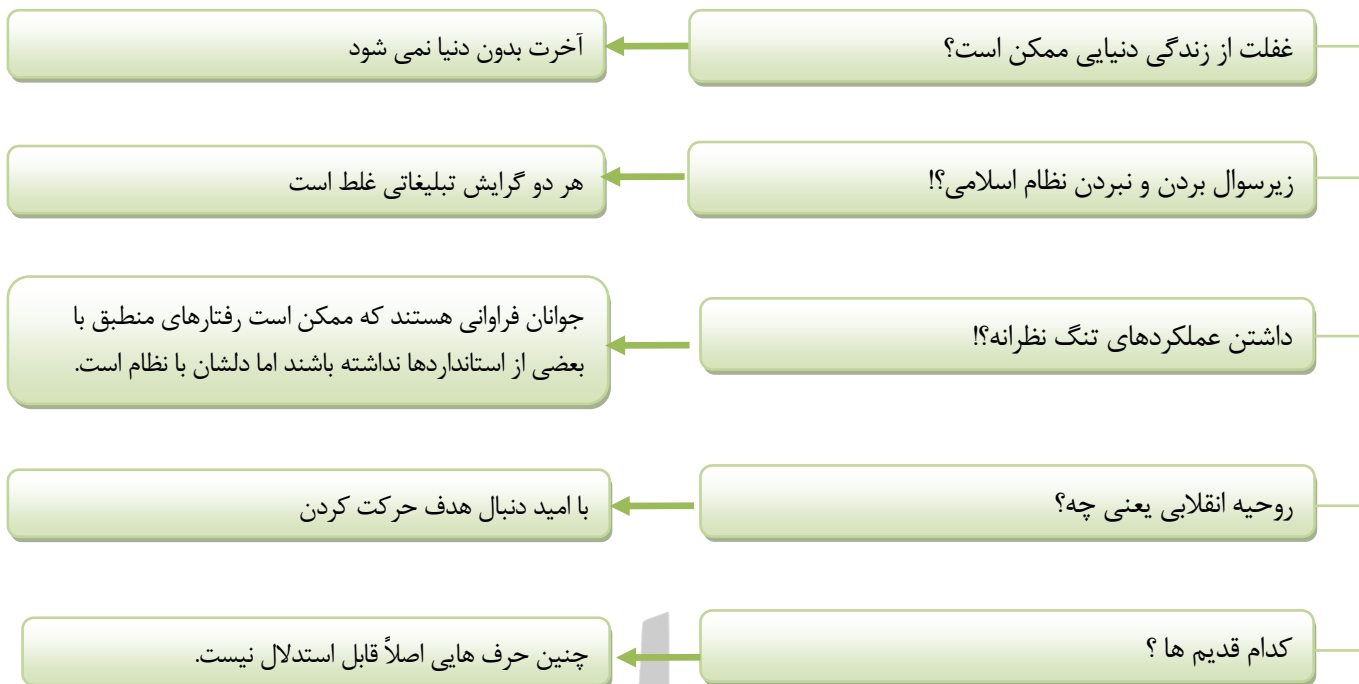 غفلت از زندگی دنیایی ممکن است؟
آخرت بدون دنیا نمی شود
زیرسوال بردن و نبردن نظام اسلامی؟!
هر دو گرایش تبلیغاتی غلط است
داشتن عملکردهای تنگ نظرانه؟!
جوانان فراوانی هستند که ممکن است رفتارهای منطبق با
بعضی از استانداردها نداشته باشند اما دلشان با نظام است.
روحیه انقلابی یعنی چه؟
با امید دنبال هدف حرکت کردن
کدام قدیم ها ؟
چنین حرف هایی اصلاً قابل استدلال نیست.